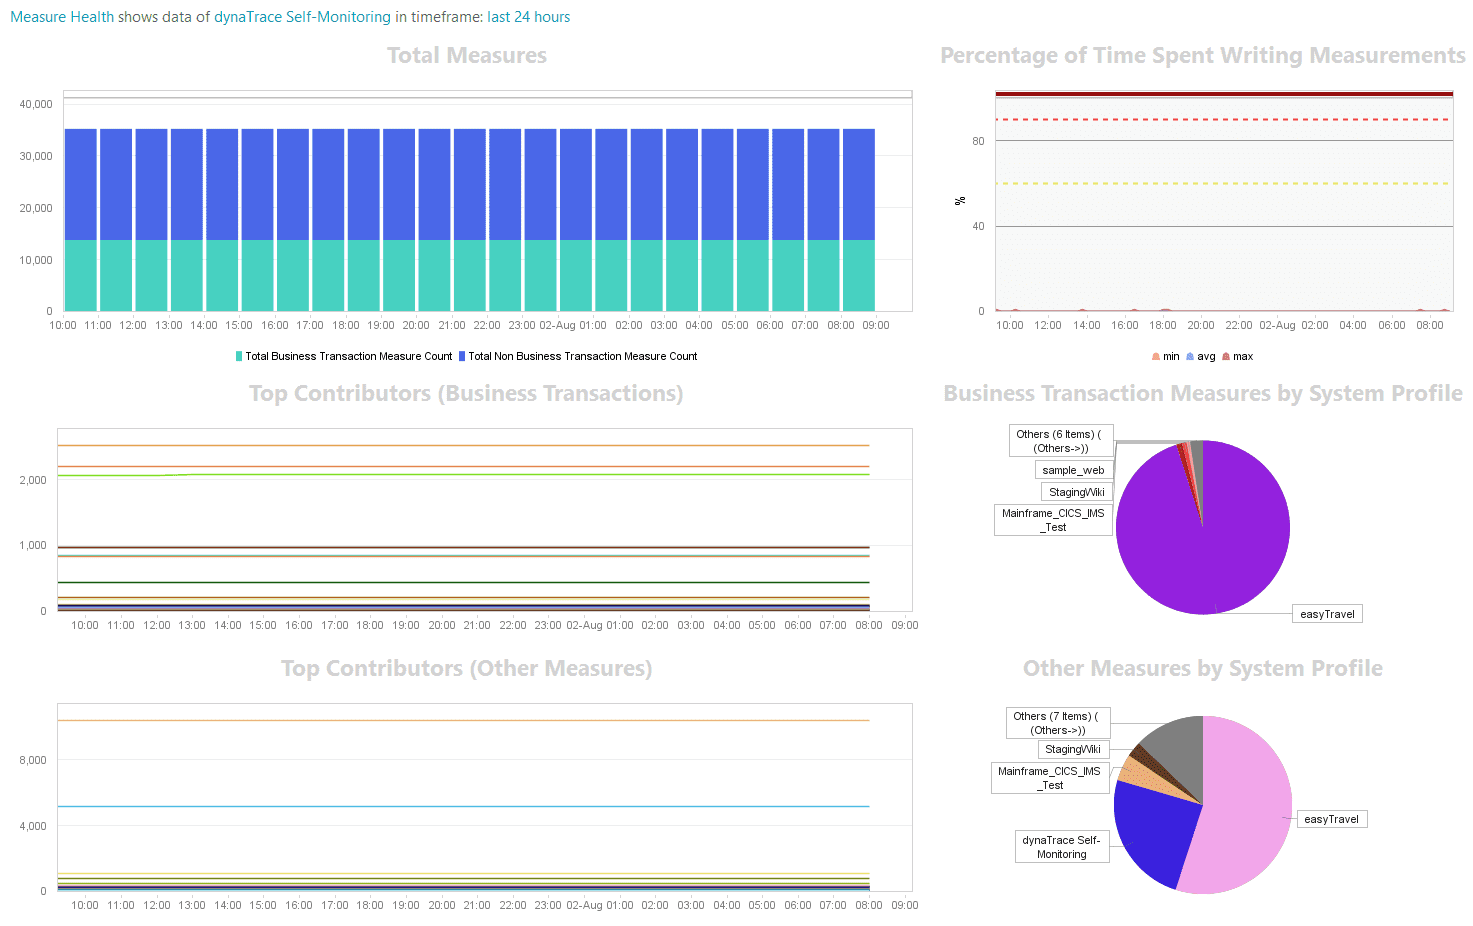 Measure Health shows data of dynaTrace Self-Monitoring in timeframe: last 24 hours
Total Measures
40,000
30,000
20,000
10,000
0
10:00 11:00 12:00 13:00 14:00 15:00 16:00 17:00 18:00 19:00 20:00 21:00 22:00 23:00 02-Aug 01:00 02:00 03:00 04:00 05:00 06:00 07:00 08:00 09:00
Total Business Transaction Measure Count Total Non Business Transaction Measure Count
Percentage of Time Spent Writing Measurements
80
%
40
0
10:00 12:00 14:00 16:00 18:00 20:00 22:00 02-Aug 02:00 04:00 06:00 08:00
min avg max
Top Contributors (Business Transactions)
2,000
1,000
0
10:00 11:00 12:00 13:00 14:00 15:00 16:00 17:00 18:00 19:00 20:00 21:00 22:00 23:00 02-Aug 01:00 02:00 03:00 04:00 05:00 06:00 07:00 08:00 09:00
Business Transaction Measures by System Profile
Others (6 Items) (
(Others->))
sample_web
StagingWiki
Mainframe_CICS_IMS
_Test
easyTravel
Top Contributors (Other Measures)
8,000
4,000
0
10:00 11:00 12:00 13:00 14:00 15:00 16:00 17:00 18:00 19:00 20:00 21:00 22:00 23:00 02-Aug 01:00 02:00 03:00 04:00 05:00 06:00 07:00 08:00 09:00
Other Measures by System Profile
Others (7 Items) (
(Others->))
StagingWiki
Mainframe_CICS_IMS
_Test
easyTravel
dynaTrace Self-
Monitoring